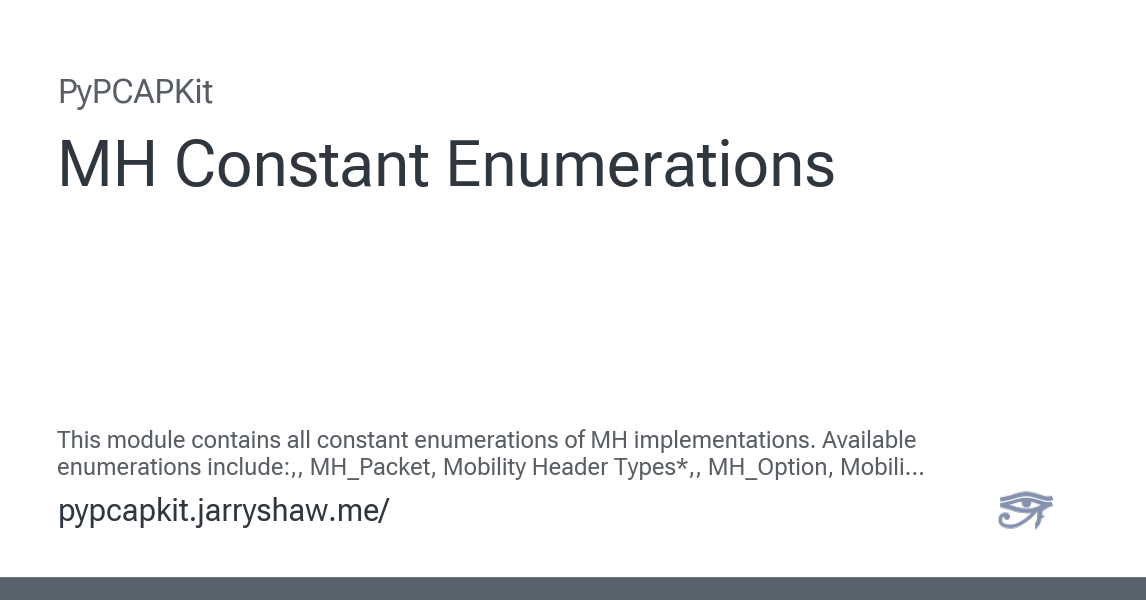 PyPCAPKit
MH Constant Enumerations
This module contains all constant enumerations of MH implementations. Available
enumerations include:,, MH_Packet, Mobility Header Types*,, MH_Option, Mobili...
pypcapkit.jarryshaw.me/